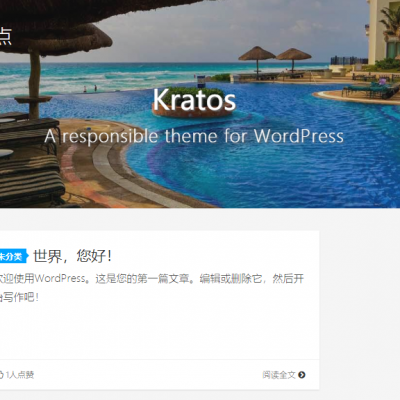 点
Kratos
A responsible theme for WordPress
未分类 世界，您好！
欢迎使用WordPress。这是您的第一篇文章。编辑或删除它，然后开
始写作吧！
1人点赞 阅读全文